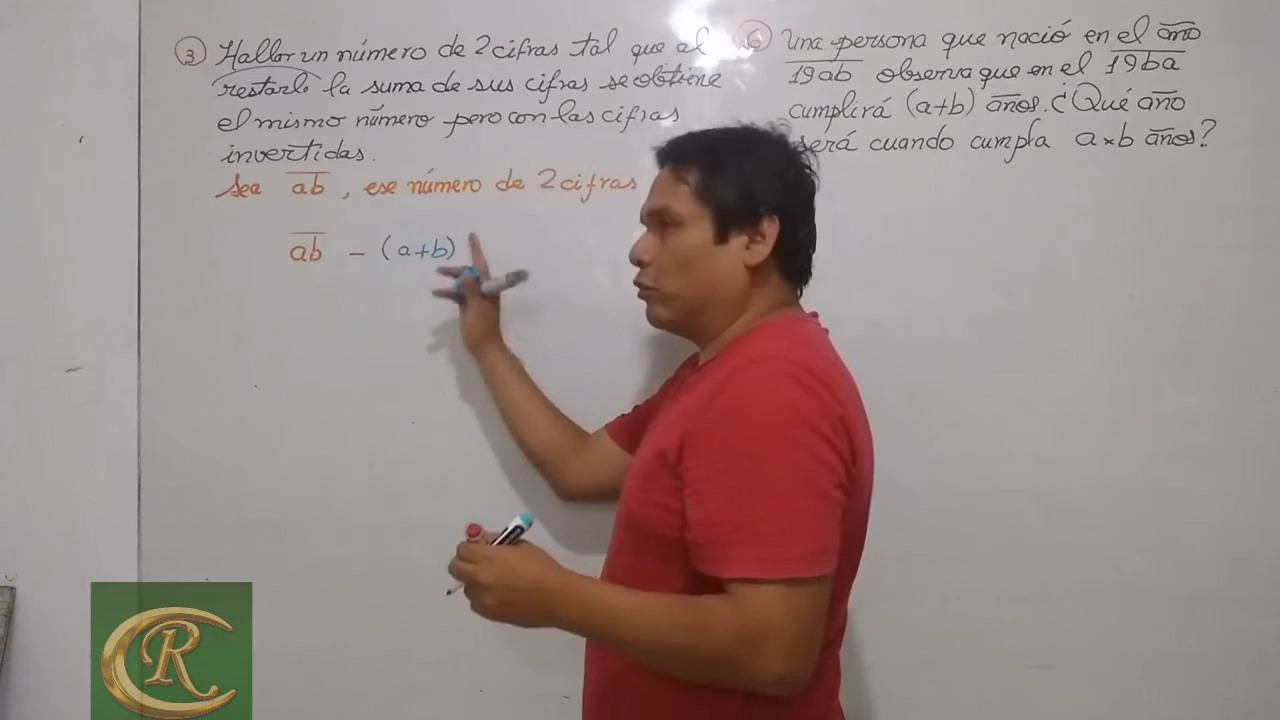 3 Hallar un número de 2 cifras tal que al
restarle la suma de sus cifras se obtiene
el mismo número pero con las cifras
invertidas.
Sea ab, ese número de 2 cifras
ab - (a+b)
6 Una persona que nació en el año
19ab observa que en el 19ba
cumplirá (a+b) años. ¿Qué año
será cuando cumpla a×b años?
CR